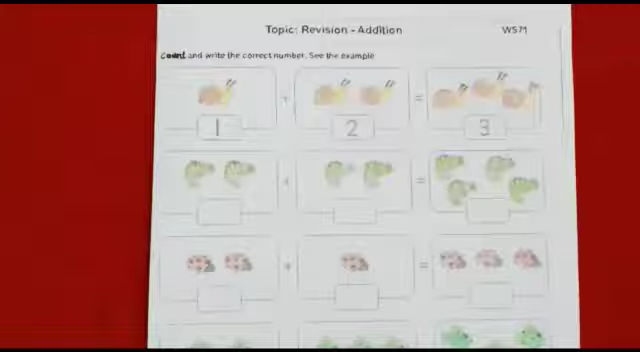 Topic: Revision - Addition WS71
count and write the correct number. See the example
+ =
1 2 3
+ =
+ =